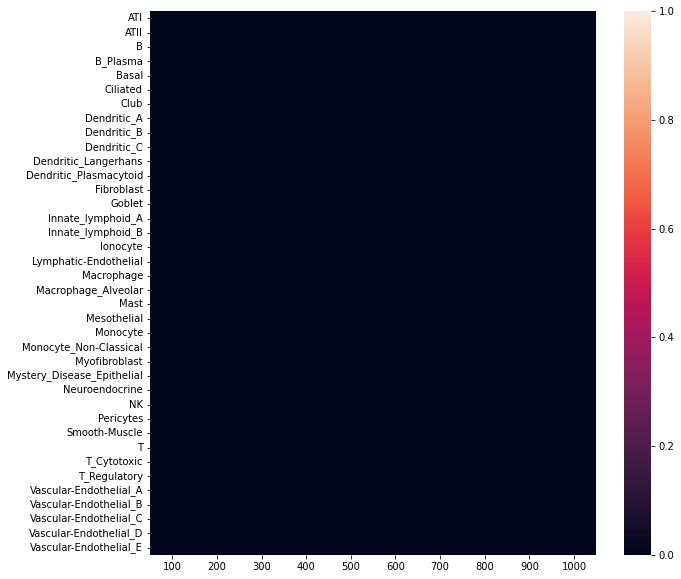 ATI
ATII
B
B_Plasma
Basal
Ciliated
Club
Dendritic_A
Dendritic_B
Dendritic_C
Dendritic_Langerhans
Dendritic_Plasmacytoid
Fibroblast
Goblet
Innate_lymphoid_A
Innate_lymphoid_B
Ionocyte
Lymphatic-Endothelial
Macrophage
Macrophage_Alveolar
Mast
Mesothelial
Monocyte
Monocyte_Non-Classical
Myofibroblast
Mystery_Disease_Epithelial
Neuroendocrine
NK
Pericytes
Smooth-Muscle
T
T_Cytotoxic
T_Regulatory
Vascular-Endothelial_A
Vascular-Endothelial_B
Vascular-Endothelial_C
Vascular-Endothelial_D
Vascular-Endothelial_E
100 200 300 400 500 600 700 800 900 1000
1.0
0.8
0.6
0.4
0.2
0.0